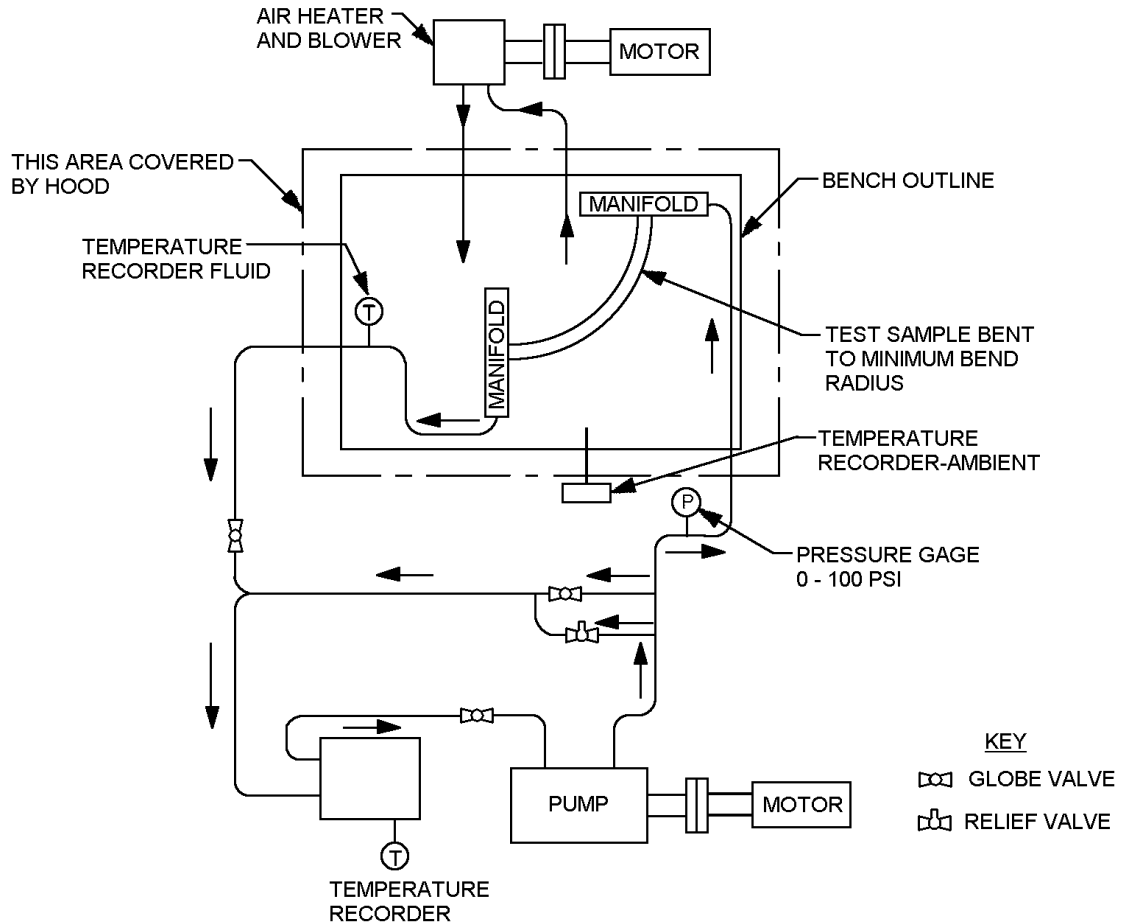 AIR HEATER
AND BLOWER
MOTOR
THIS AREA COVERED
BY HOOD
BENCH OUTLINE
MANIFOLD
TEMPERATURE
RECORDER FLUID
T
MANIFOLD
TEST SAMPLE BENT
TO MINIMUM BEND
RADIUS
TEMPERATURE
RECORDER-AMBIENT
P
PRESSURE GAGE
0 - 100 PSI
PUMP
MOTOR
T
TEMPERATURE
RECORDER
KEY
GLOBE VALVE
RELIEF VALVE